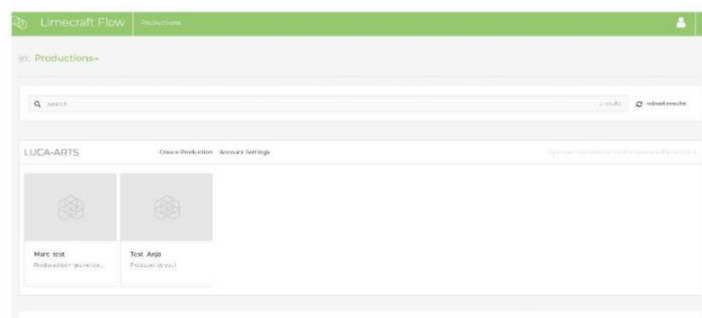 Limecraft Flow Productions
in: Productions
search reload results
LUCA-ARTS Create Production Account Settings
Marc test Test Anja